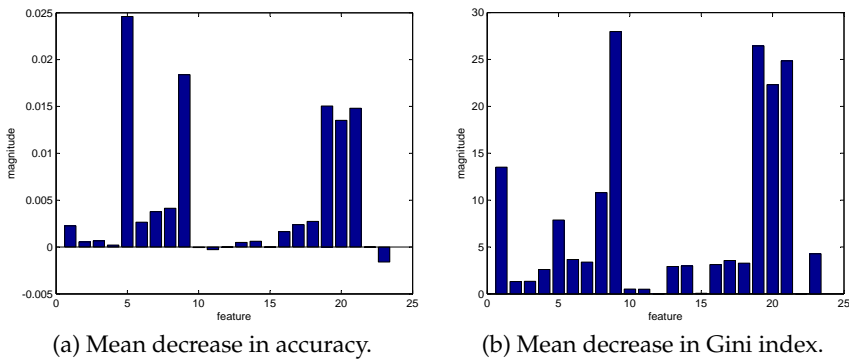 0.025
0.02
0.015
0.01
0.005
0
-0.005
magnitude
0 5 10 15 20 25
feature
(a) Mean decrease in accuracy.
30
25
20
15
10
5
0
magnitude
0 5 10 15 20 25
feature
(b) Mean decrease in Gini index.